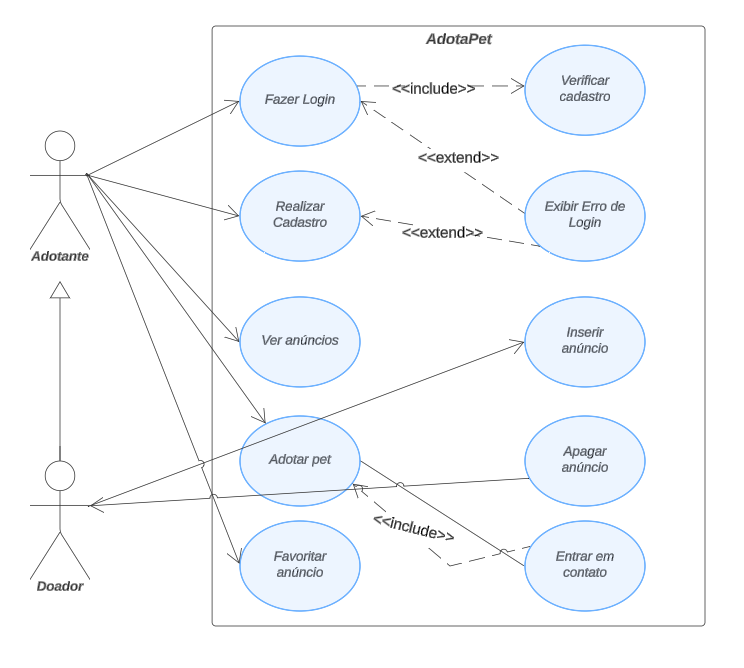 AdotaPet
Fazer Login
<<include>>
Verificar
cadastro
<<extend>>
Realizar
Cadastro
Exibir Erro de
Login
<<extend>>
Adotante
Ver anúncios
Inserir
anúncio
Adotar pet
Apagar
anúncio
<<include>>
Favoritar
anúncio
Entrar em
contato
Doador